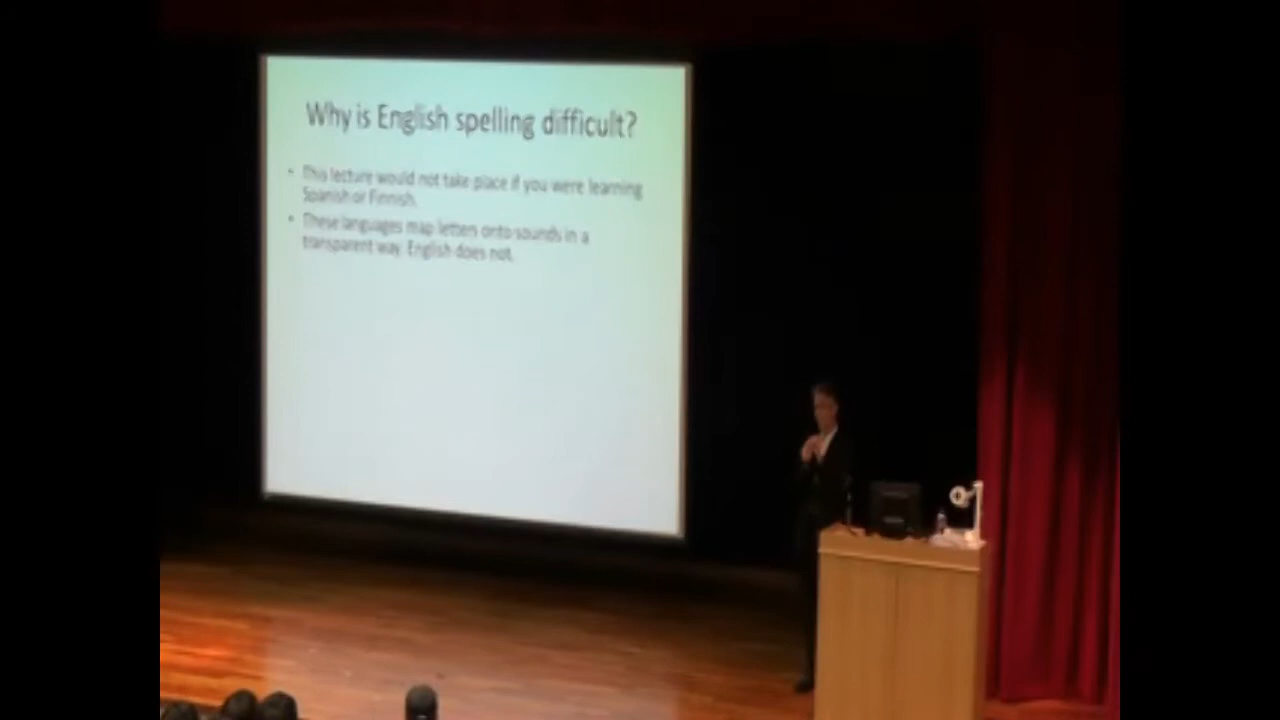 Why is English spelling difficult?
• This lecture would not take place if you were learning
Spanish or Finnish.
• These languages map letters onto sounds in a
transparent way. English does not.